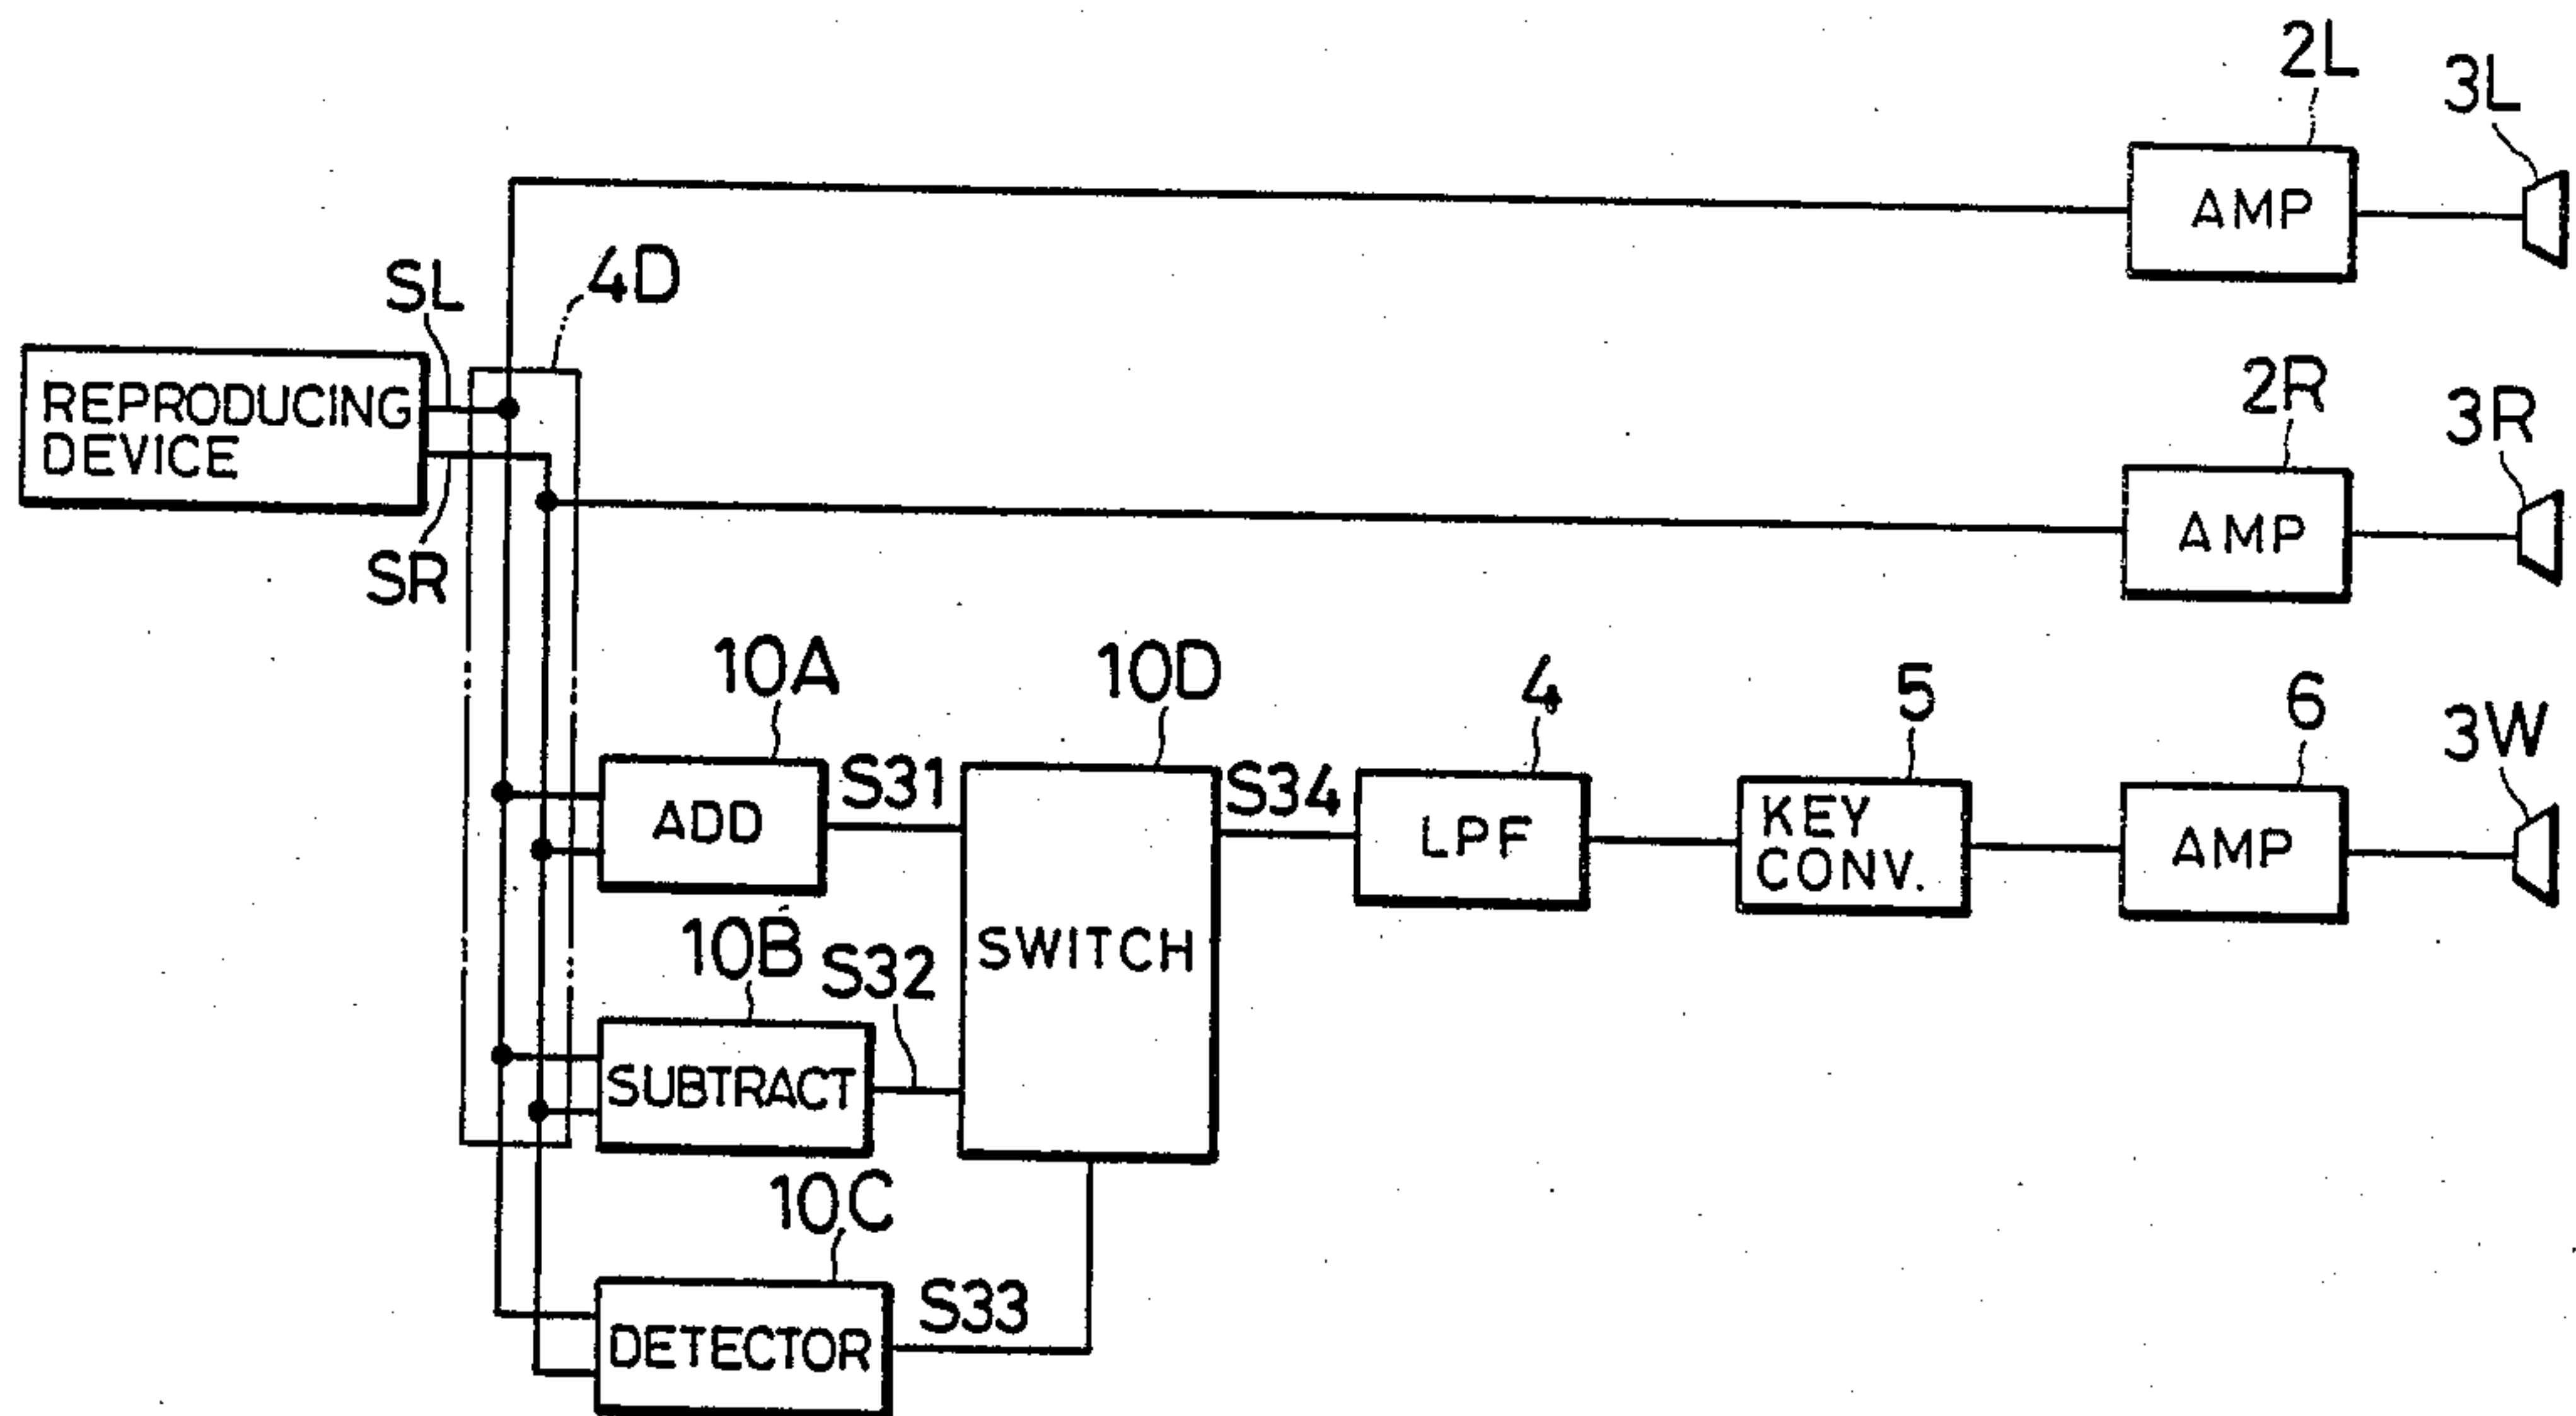 2L
3L
AMP
4D
SL
REPRODUCING
DEVICE
2R
3R
AMP
SR
10A
10D
4
5
6
3W
ADD
S31
S34
LPF
KEY
CONV.
AMP
10B
S32
SWITCH
SUBTRACT
10C
S33
DETECTOR